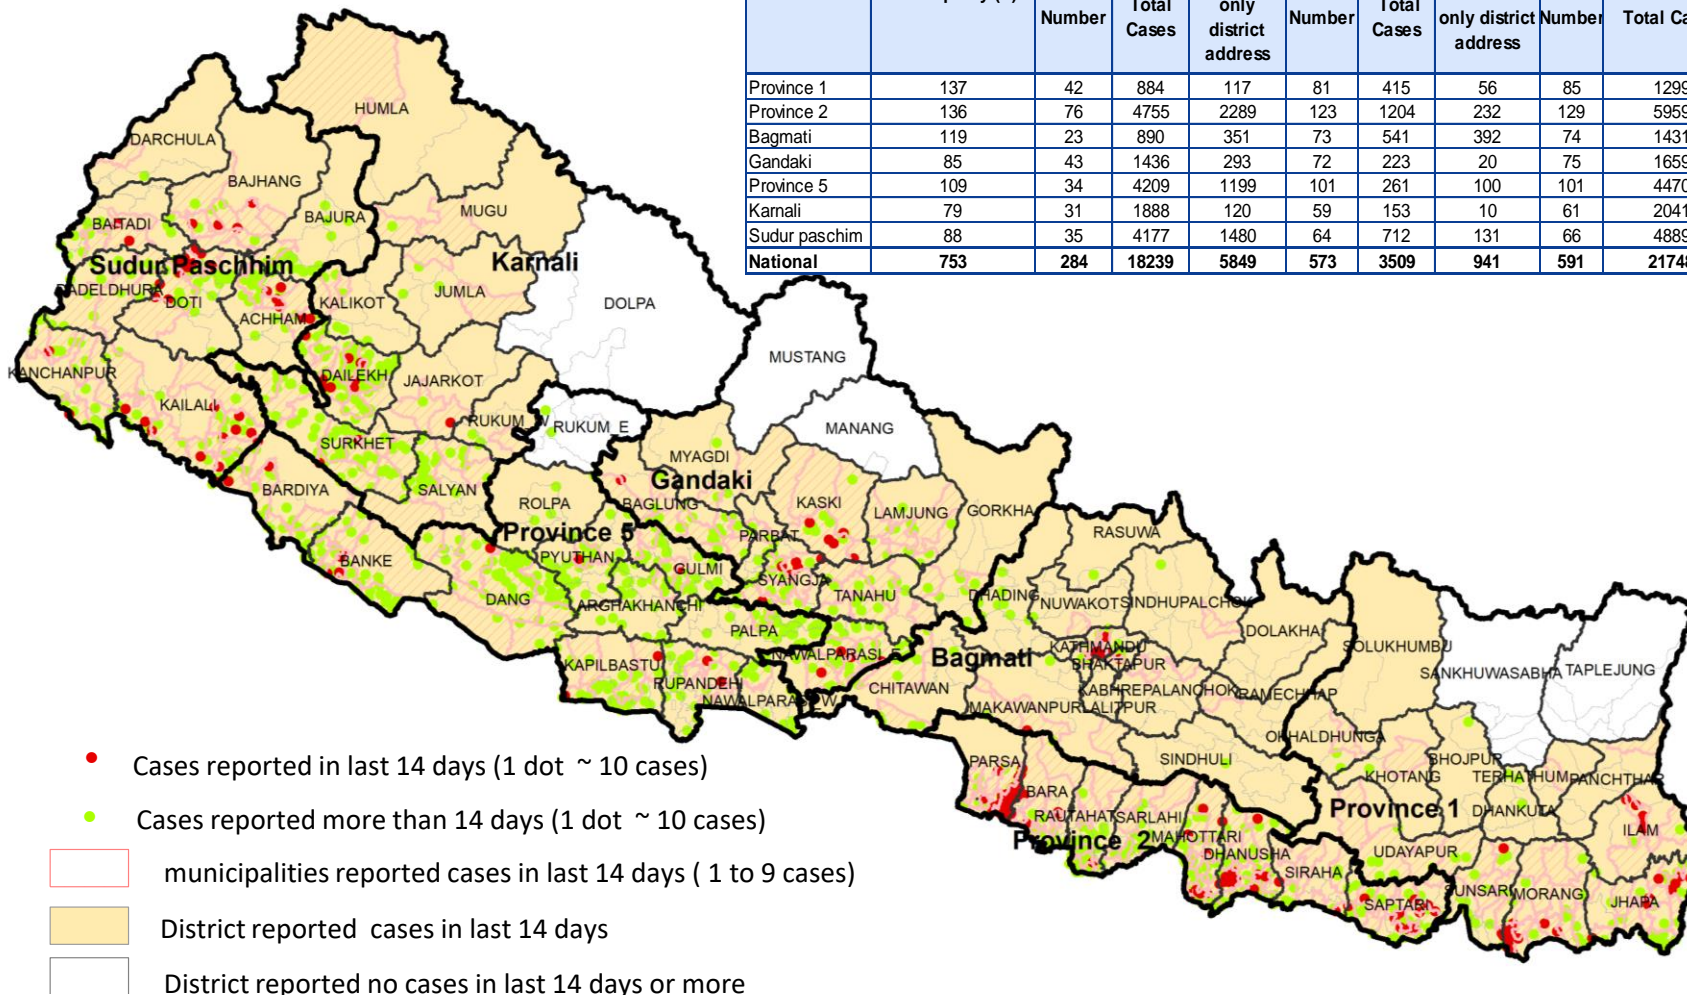 Number
Total
Cases
only
district
address
Number
Total
Cases
only district
address
Number
Province 1 137 42 884 117 81 415 56 85 1299
Province 2 136 76 4755 2289 123 1204 232 129 5959
Bagmati 119 23 890 351 73 541 392 74 1431
Gandaki 85 43 1436 293 72 223 20 75 1659
Province 5 109 34 4209 1199 101 261 100 101 4470
Karnali 79 31 1888 120 59 153 10 61 2041
Sudur paschim 88 35 4177 1480 64 712 131 66 4889
National 753 284 18239 5849 573 3509 941 591 21748
HUMLA
DARCHULA
BAJHANG
MUGU
BAJURA
BAITADI
Sudur Paschhim
Karnali
DADELDHURA
DOTI
JUMLA
KALIKOT
DOLPA
ACHHAM
MUSTANG
KANCHANPUR
DAILEKH
JAJARKOT
KAILALI
RUKUM_W
RUKUM_E
MANANG
SURKHET
MYAGDI
Gandaki
BARDIYA
SALYAN
ROLPA
BAGLUNG
KASKI
LAMJUNG
GORKHA
Province 5
PARBAT
RASUWA
BANKE
PYUTHAN
GULMI
SYANGJA
DANG
ARGHAKHANCHI
TANAHU
DHADING
NUWAKOT
SINDHUPALCHOK
PALPA
DOLAKHA
NAWALPARASI_E
KATHMANDU
SOLUKHUMBU
Bagmati
BHAKTAPUR
KAPILBASTU
SANKHUWASABHA
TAPLEJUNG
RUPANDEHI
CHITAWAN
KABHREPALANCHOK
RAMECHHAP
NAWALPARASI_W
MAKAWANPUR
LALITPUR
OKHALDHUNGA
PARSA
SINDHULI
BHOJPUR
KHOTANG
TERHATHUM
PANCHTHAR
BARA
Province 1
DHANKUTA
RAUTAHAT
SARLAHI
ILAM
Province 2
MAHOTTARI
DHANUSHA
UDAYAPUR
SIRAHA
SUNSARI
MORANG
SAPTARI
JHAPA
Cases reported in last 14 days (1 dot ~ 10 cases)
Cases reported more than 14 days (1 dot ~ 10 cases)
municipalities reported cases in last 14 days ( 1 to 9 cases)
District reported cases in last 14 days
District reported no cases in last 14 days or more